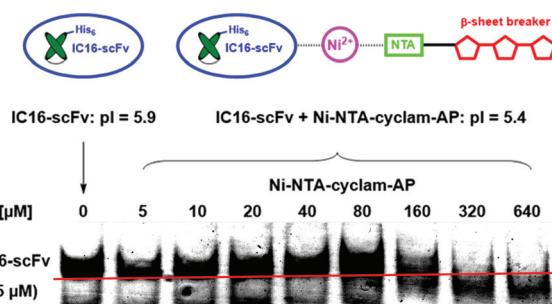 β-sheet breaker
His6
IC16-scFv
His6
IC16-scFv
Ni2+
NTA
IC16-scFv: pI = 5.9
IC16-scFv + Ni-NTA-cyclam-AP: pI = 5.4
Ni-NTA-cyclam-AP
[µM] 0 5 10 20 40 80 160 320 640
6-scFv
5 µM)